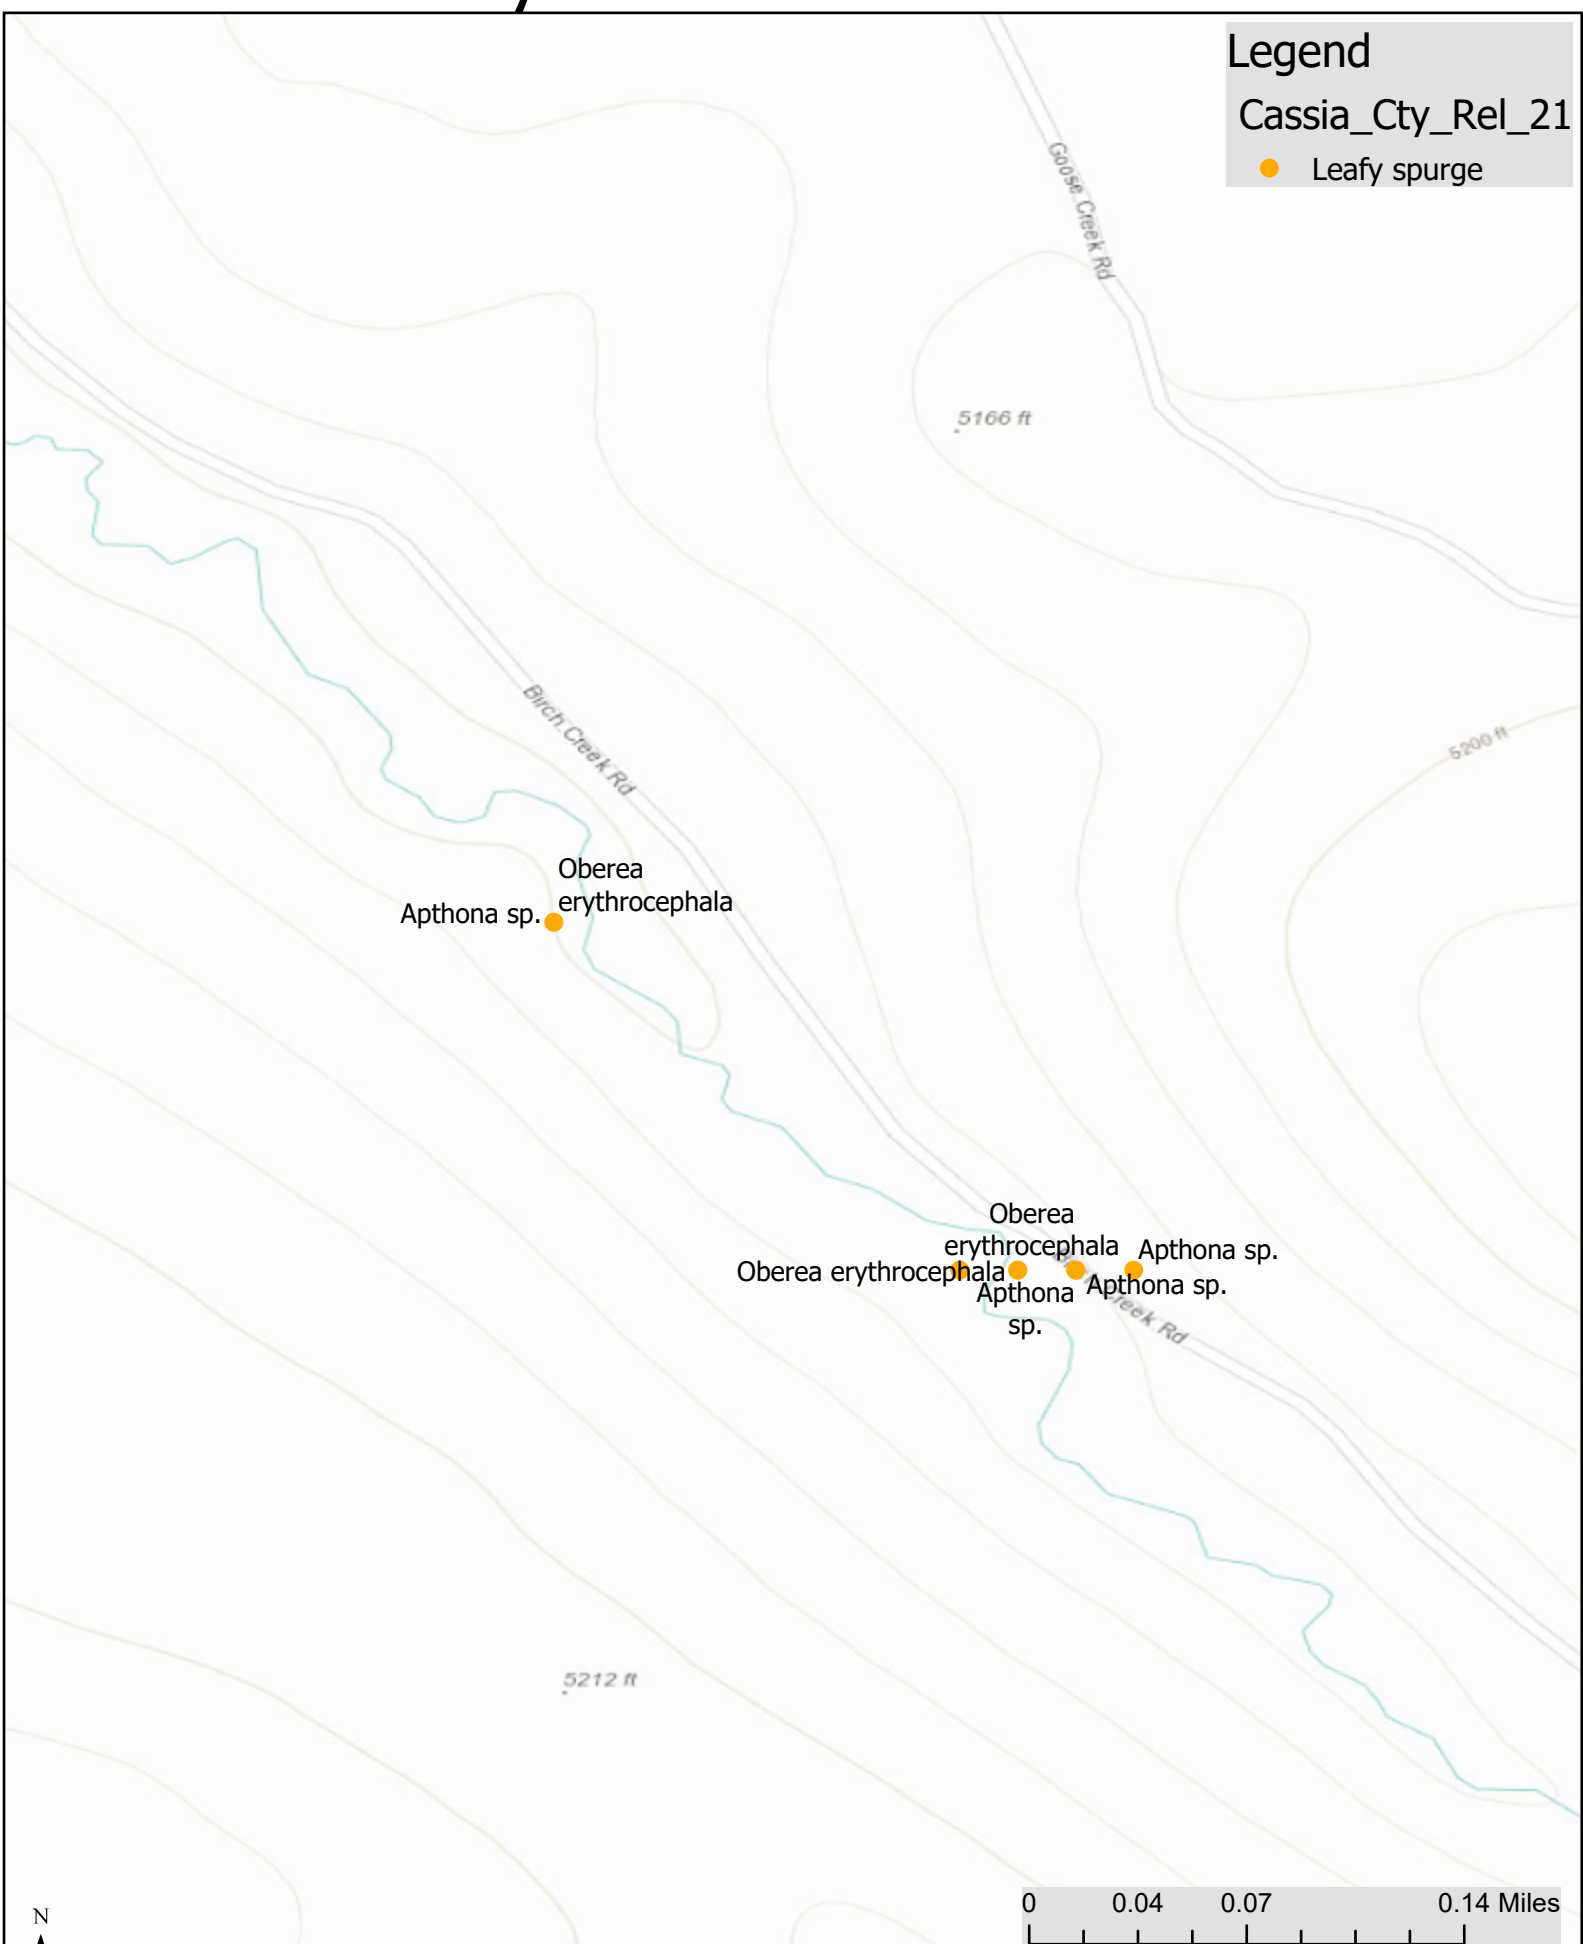 Legend
Cassia_Cty_Rel_21
Leafy spurge
Goose Creek Rd
5166 ft
Birch Creek Rd
5200 ft
Oberea
erythrocephala
Apthona sp.
Oberea
erythrocephala
Apthona sp.
Oberea erythrocephala
Apthona sp.
Apthona
sp.
Creek Rd
5212 ft
0 0.04 0.07 0.14 Miles
N